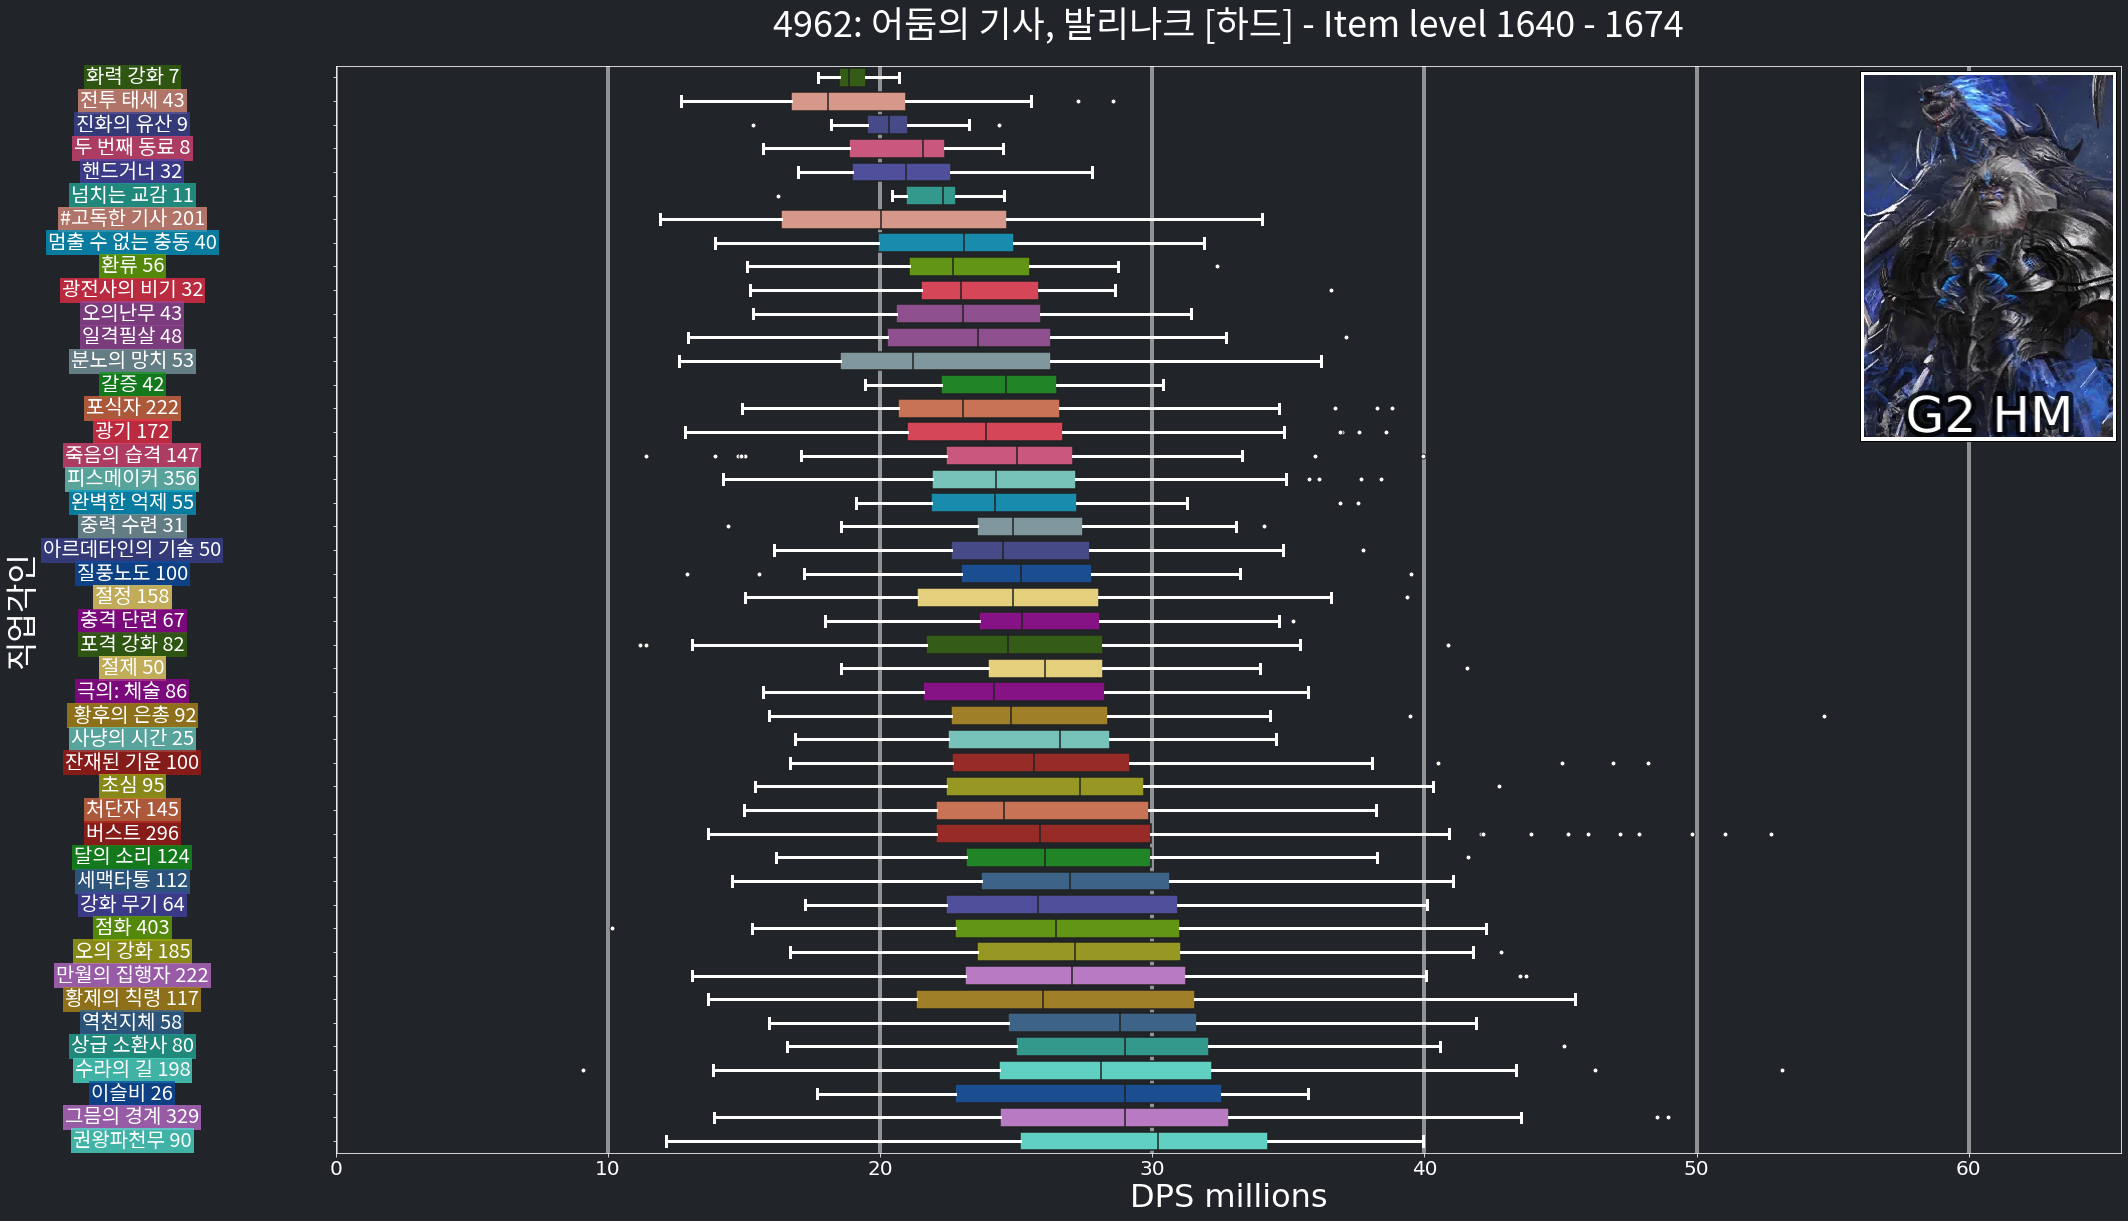 4962: 어둠의 기사, 발리나크 [하드] - Item level 1640 - 1674
화력 강화 7
전투 태세 43
진화의 유산 9
두 번째 동료 8
핸드거너 32
넘치는 교감 11
#고독한 기사 201
멈출 수 없는 충동 40
환류 56
광전사의 비기 32
오의난무 43
일격필살 48
분노의 망치 53
갈증 42
포식자 222
광기 172
죽음의 습격 147
피스메이커 356
완벽한 억제 55
중력 수련 31
아르데타인의 기술 50
질풍노도 100
절정 158
충격 단련 67
포격 강화 82
절제 50
극의: 체술 86
황후의 은총 92
사냥의 시간 25
잔재된 기운 100
초심 95
처단자 145
버스트 296
달의 소리 124
세맥타통 112
강화 무기 64
점화 403
오의 강화 185
만월의 집행자 222
황제의 칙령 117
역천지체 58
상급 소환사 80
수라의 길 198
이슬비 26
그믐의 경계 329
권왕파천무 90
직업각인
G2 HM
0 10 20 30 40 50 60
DPS millions